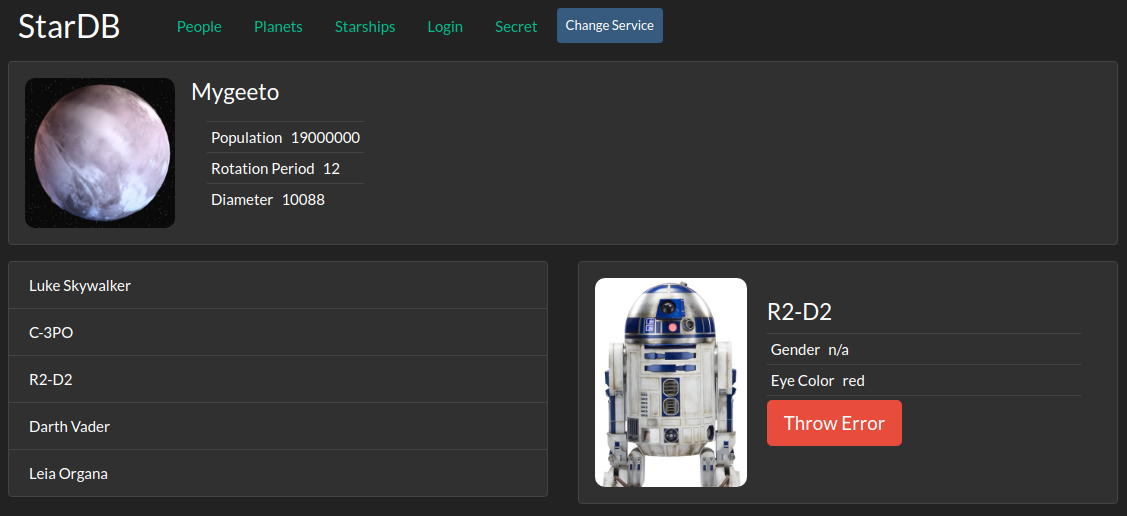 StarDB People Planets Starships Login Secret Change Service
Mygeeto
Population 19000000
Rotation Period 12
Diameter 10088
Luke Skywalker
C-3PO
R2-D2
Darth Vader
Leia Organa
R2-D2
Gender n/a
Eye Color red
Throw Error